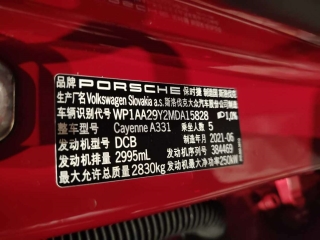 品牌 PORSCHE 保时捷 制造国 斯洛伐克
生产厂名 Volkswagen Slovakia a.s. 斯洛伐克大众汽车股份有限公司
车辆识别代号 WP1AA29Y2MDA15828
整车型号 Cayenne A331 乘坐人数 5
发动机型号 DCB 制造年月 2021-06
发动机排量 2995mL 发动机号 384469
最大允许总质量 2830kg 发动机最大净功率 250kW